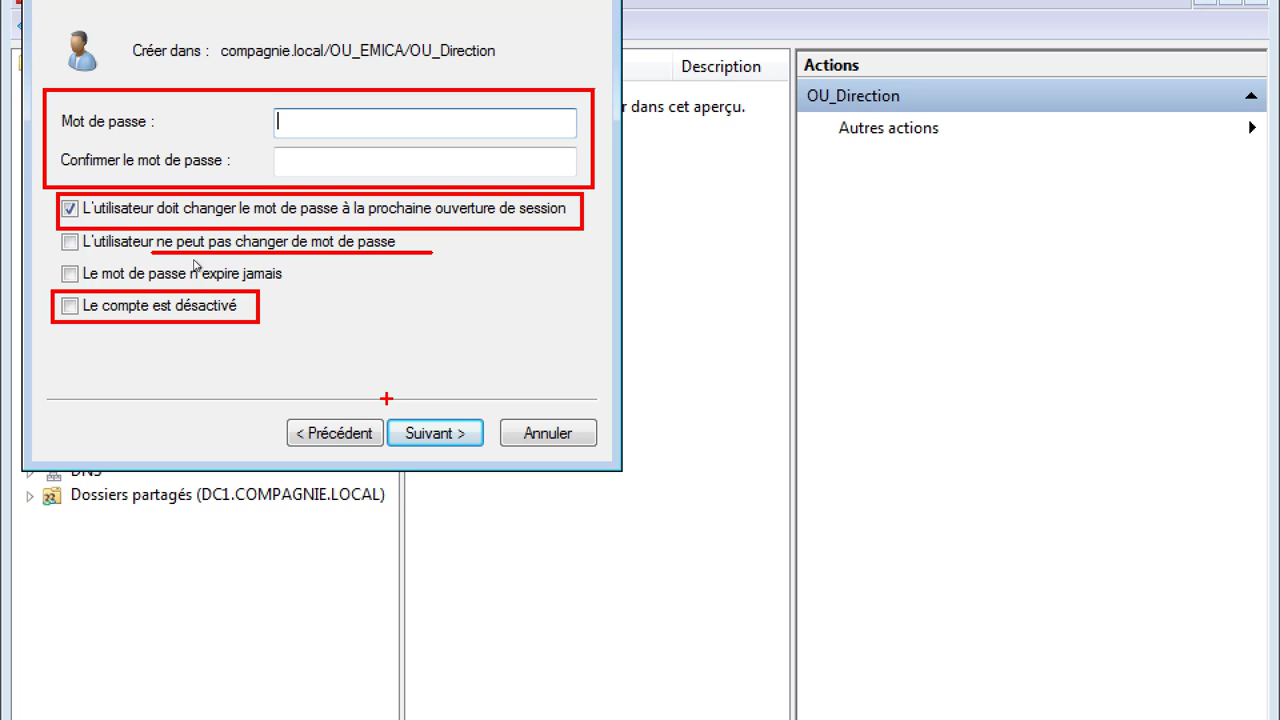 Créer dans : compagnie.local/OU_EMICA/OU_Direction
Mot de passe :
Confirmer le mot de passe :
L'utilisateur doit changer le mot de passe à la prochaine ouverture de session
L'utilisateur ne peut pas changer de mot de passe
Le mot de passe n'expire jamais
Le compte est désactivé
< Précédent
Suivant >
Annuler
DNS
Dossiers partagés (DC1.COMPAGNIE.LOCAL)
Description
r dans cet aperçu.
Actions
OU_Direction
Autres actions